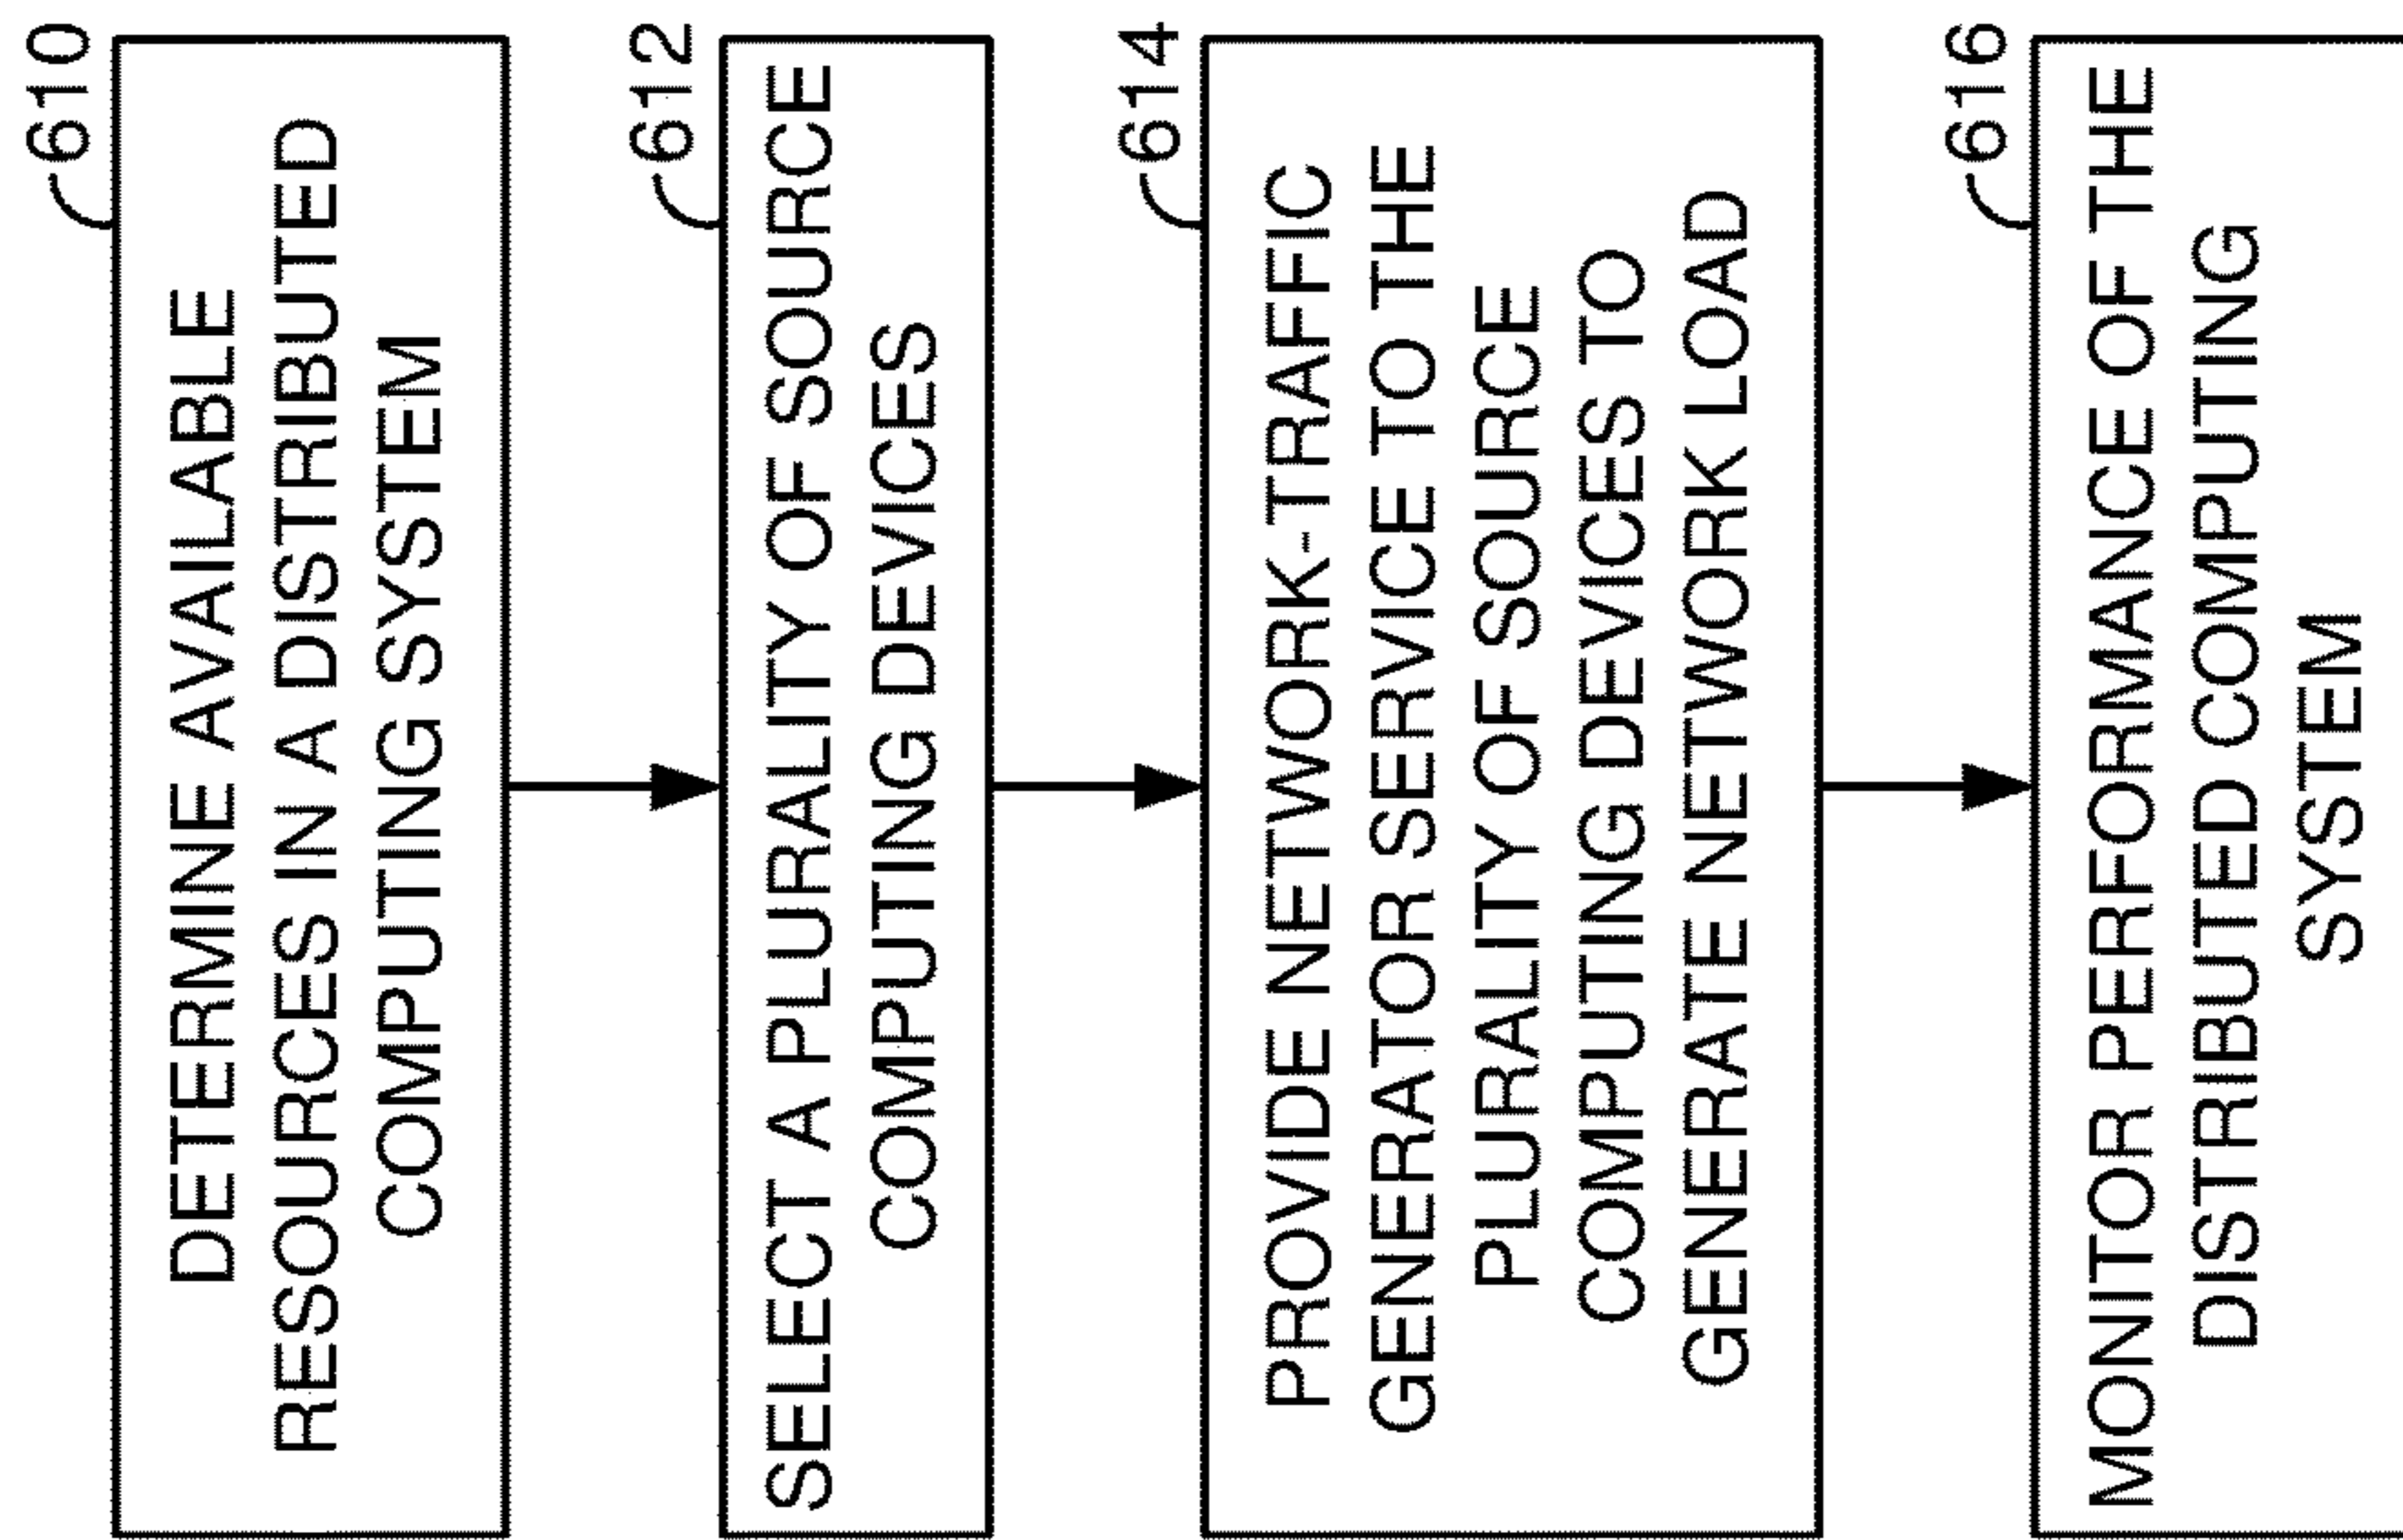 610
DETERMINE AVAILABLE
RESOURCES IN A DISTRIBUTED
COMPUTING SYSTEM
612
SELECT A PLURALITY OF SOURCE
COMPUTING DEVICES
614
PROVIDE NETWORK-TRAFFIC
GENERATOR SERVICE TO THE
PLURALITY OF SOURCE
COMPUTING DEVICES TO
GENERATE NETWORK LOAD
616
MONITOR PERFORMANCE OF THE
DISTRIBUTED COMPUTING
SYSTEM